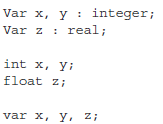 Var x, y : integer;
Var z : real;
int x, y;
float z;
var x, y, z;